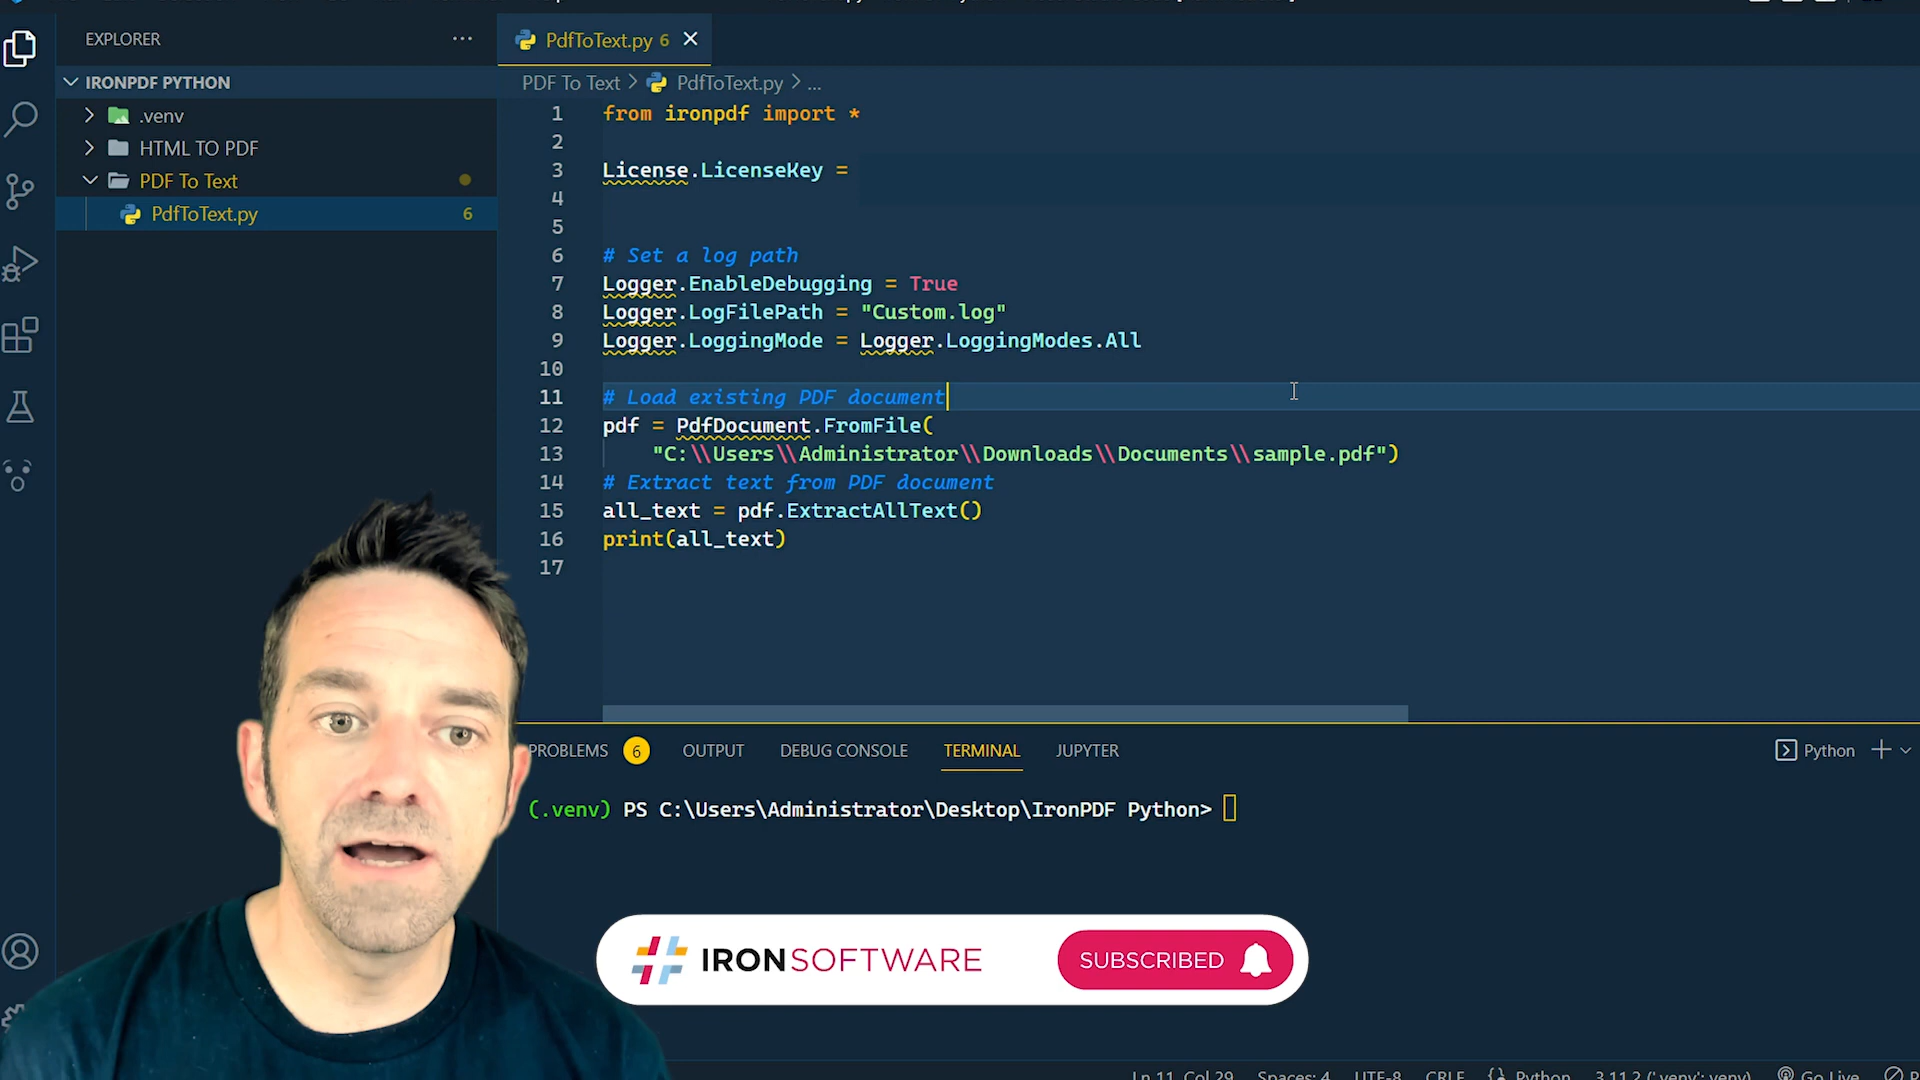 EXPLORER
IRONPDF PYTHON
.venv
HTML TO PDF
PDF To Text
PdfToText.py 6
PdfToText.py 6
PDF To Text > PdfToText.py > ...
1 from ironpdf import *
2
3 License.LicenseKey =
4
5
6 # Set a log path
7 Logger.EnableDebugging = True
8 Logger.LogFilePath = "Custom.log"
9 Logger.LoggingMode = Logger.LoggingModes.All
10
11 # Load existing PDF document
12 pdf = PdfDocument.FromFile(
13 "C:\\Users\\Administrator\\Downloads\\Documents\\sample.pdf")
14 # Extract text from PDF document
15 all_text = pdf.ExtractAllText()
16 print(all_text)
17
PROBLEMS 6 OUTPUT DEBUG CONSOLE TERMINAL JUPYTER Python
(.venv) PS C:\Users\Administrator\Desktop\IronPDF Python>
IRONSOFTWARE SUBSCRIBED
Ln 11, Col 29 Spaces: 4 UTF-8 CRLF Python 3.11.2 ('.venv': venv) Go Live